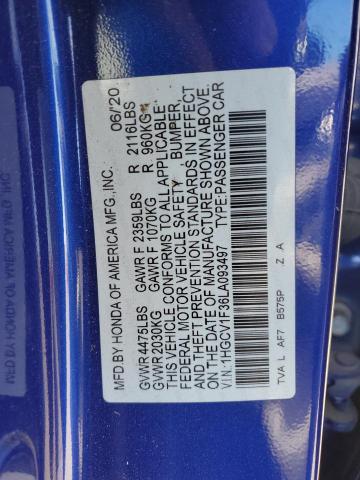 MFD BY HONDA OF AMERICA MFG.,INC. 06/'20
GVWR 4475LBS GAWR F 2359LBS R 2116LBS
GVWR 2030KG GAWR F 1070KG R 960KG
THIS VEHICLE CONFORMS TO ALL APPLICABLE
FEDERAL MOTOR VEHICLE SAFETY BUMPER,
AND THEFT PREVENTION STANDARDS IN EFFECT
ON THE DATE OF MANUFACTURE SHOWN ABOVE.
VIN: 1HGCV1F36LA093497 TYPE:PASSENGER CAR
TVA L AF7 B575P Z A